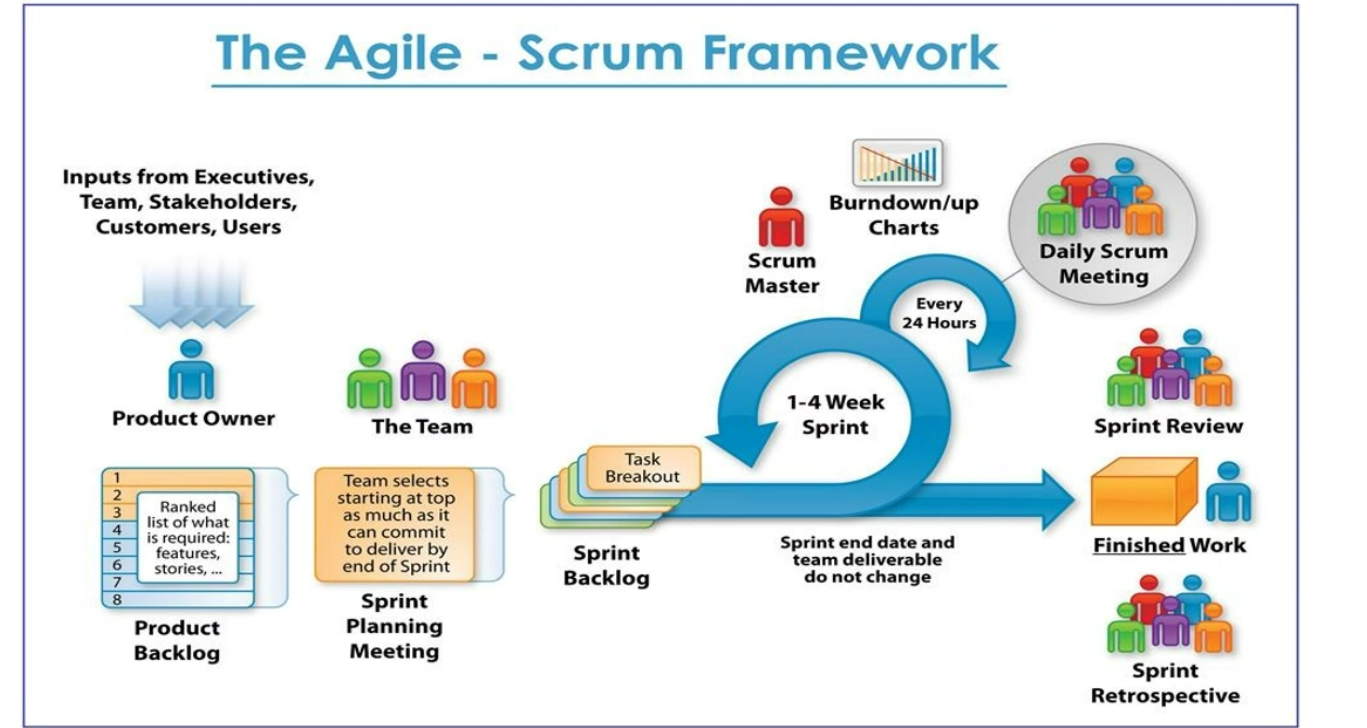 The Agile - Scrum Framework
Inputs from Executives,
Team, Stakeholders,
Customers, Users
Product Owner
The Team
1
2
3
4
5
6
7
8
Ranked
list of what
is required:
features,
stories, ...
Product
Backlog
Team selects
starting at top
as much as it
can commit
to deliver by
end of Sprint
Sprint
Planning
Meeting
Task
Breakout
Sprint
Backlog
Scrum
Master
Burndown/up
Charts
Every
24 Hours
1-4 Week
Sprint
Sprint end date and
team deliverable
do not change
Daily Scrum
Meeting
Sprint Review
Finished Work
Sprint
Retrospective